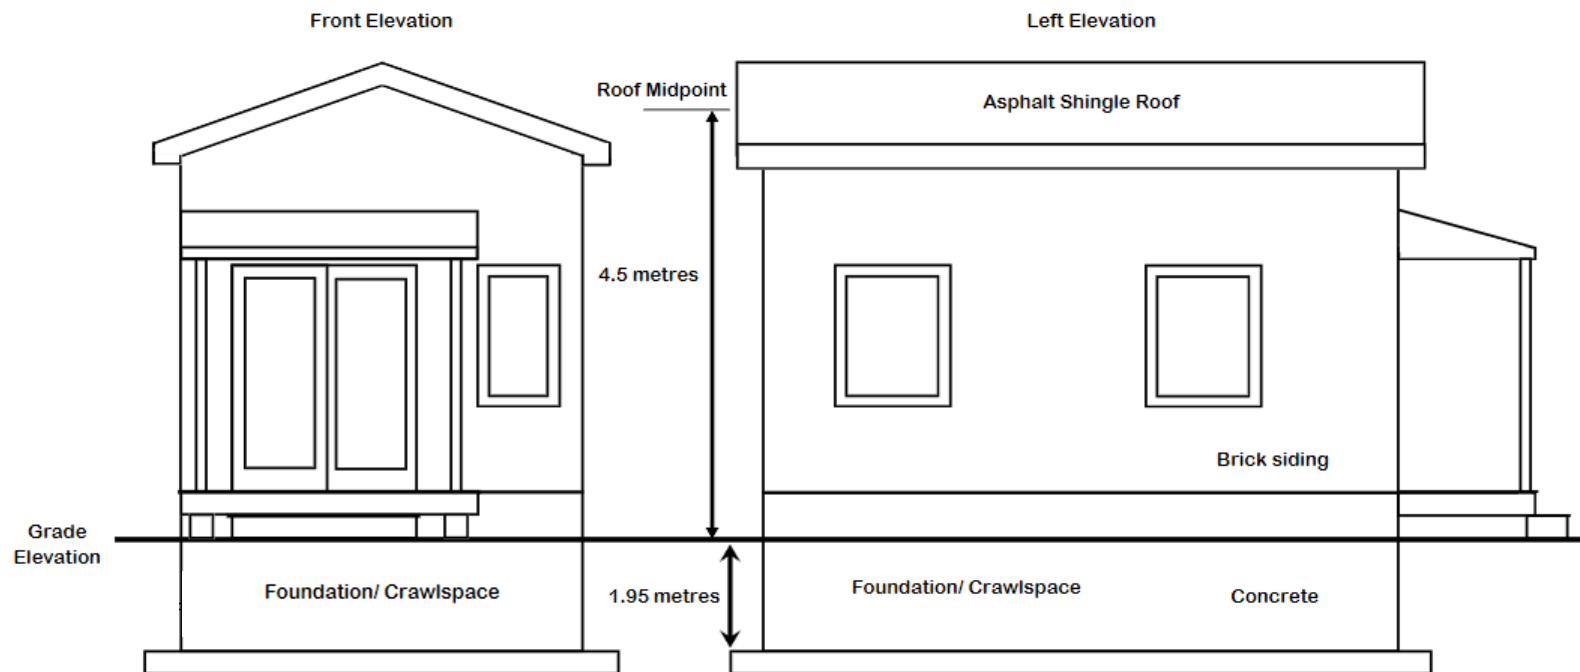 Front Elevation
Left Elevation
Roof Midpoint
Asphalt Shingle Roof
4.5 metres
Brick siding
Grade
Elevation
Foundation/ Crawlspace
1.95 metres
Foundation/ Crawlspace
Concrete